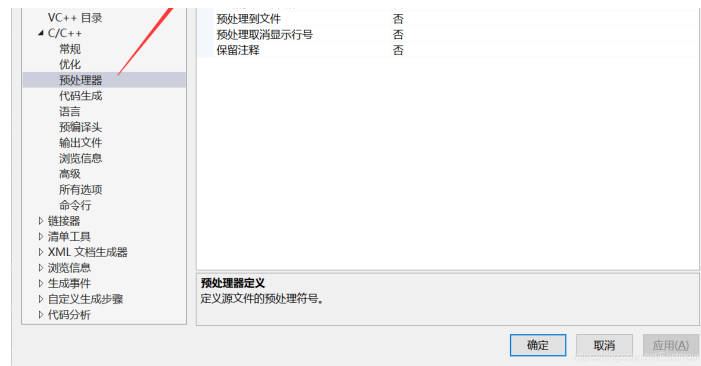 VC++ 目录
C/C++
常规
优化
预处理器
代码生成
语言
预编译头
输出文件
浏览信息
高级
所有选项
命令行
链接器
清单工具
XML 文档生成器
浏览信息
生成事件
自定义生成步骤
代码分析
预处理到文件 否
预处理取消显示行号 否
保留注释 否
预处理器定义
定义源文件的预处理符号。
确定 取消 应用(A)